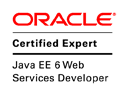 ORACLE®
Certified Expert
Java EE 6 Web
Services Developer